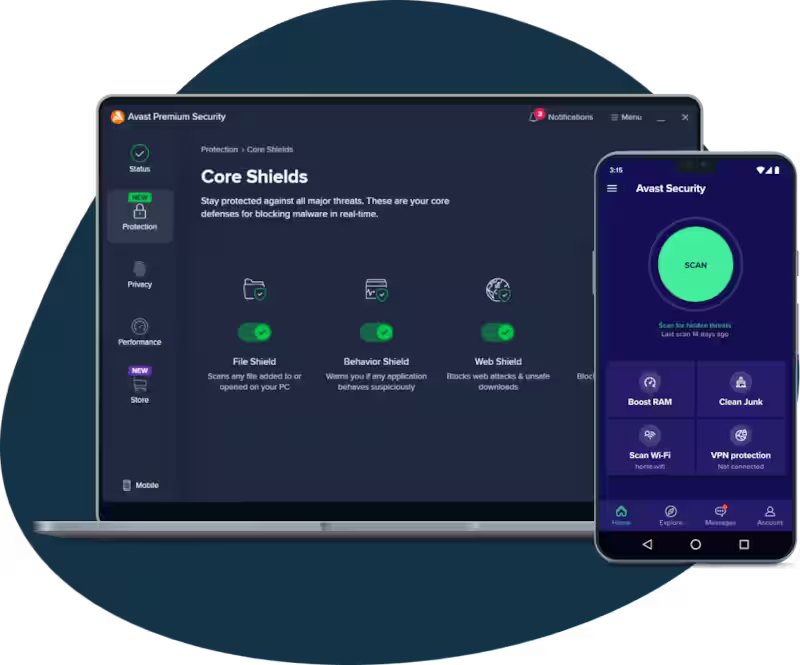 Avast Premium Security
3
Notifications
Menu
Status
NEW
Protection
Privacy
Performance
NEW
Store
Mobile
Protection › Core Shields
Core Shields
Stay protected against all major threats. These are your core
defenses for blocking malware in real-time.
File Shield
Scans any file added to or
opened on your PC
Behavior Shield
Warns you if any application
behaves suspiciously
Web Shield
Blocks web attacks & unsafe
downloads
3:15
Avast Security
SCAN
Scan for hidden threats
Last scan 14 days ago
Boost RAM
Clean Junk
Scan Wi-Fi
home-wifi
VPN protection
Not connected
Home
Explore
Messages
Account